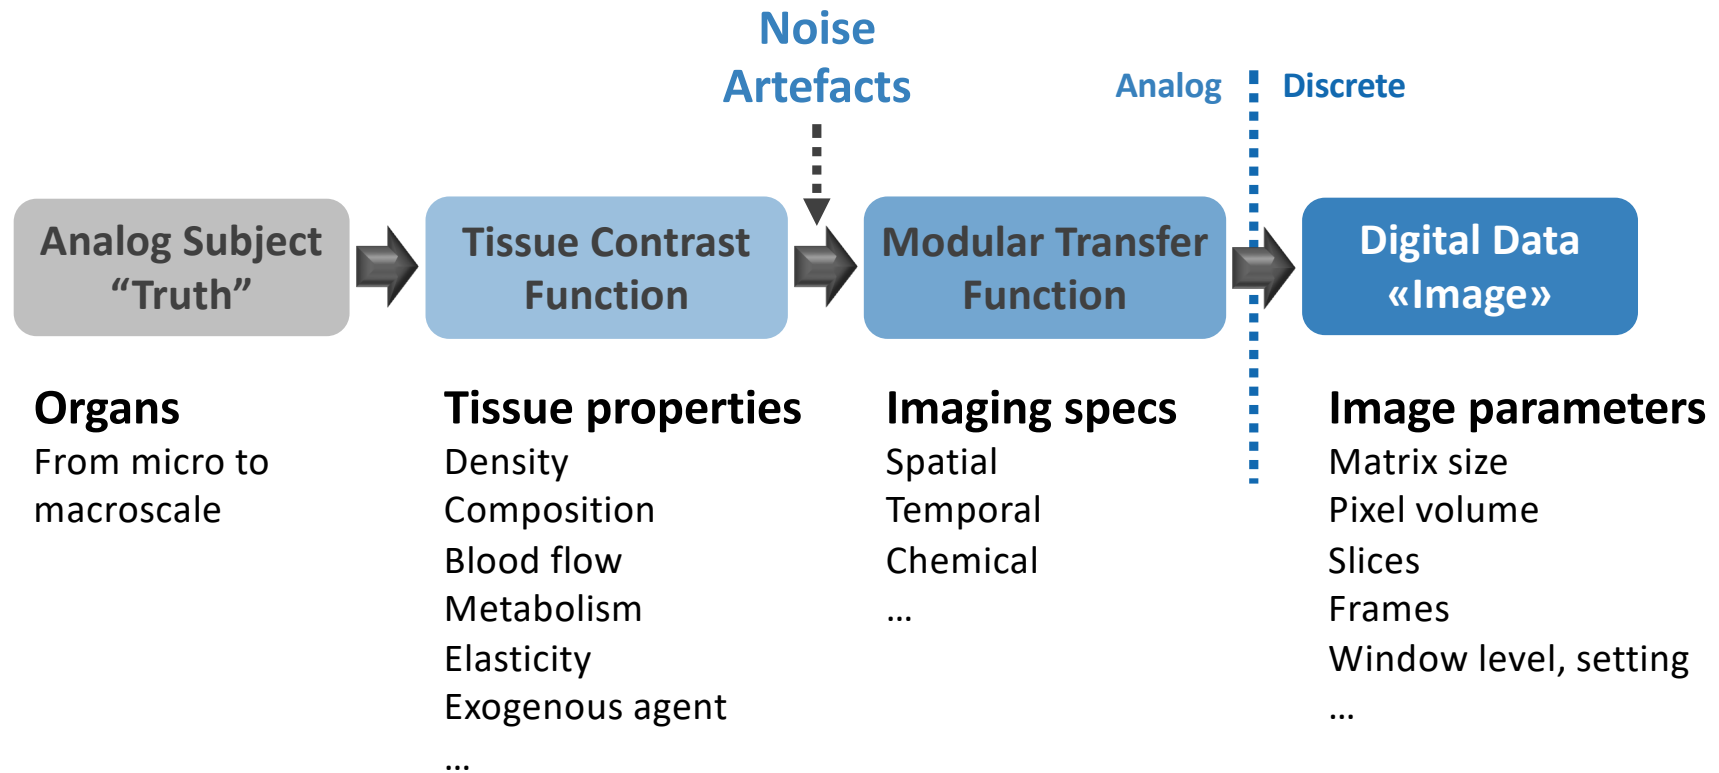 Noise
Artefacts
Analog
Discrete
Analog Subject
“Truth”
Tissue Contrast
Function
Modular Transfer
Function
Digital Data
«Image»
Organs
From micro to
macroscale
Tissue properties
Density
Composition
Blood flow
Metabolism
Elasticity
Exogenous agent
…
Imaging specs
Spatial
Temporal
Chemical
…
Image parameters
Matrix size
Pixel volume
Slices
Frames
Window level, setting
…